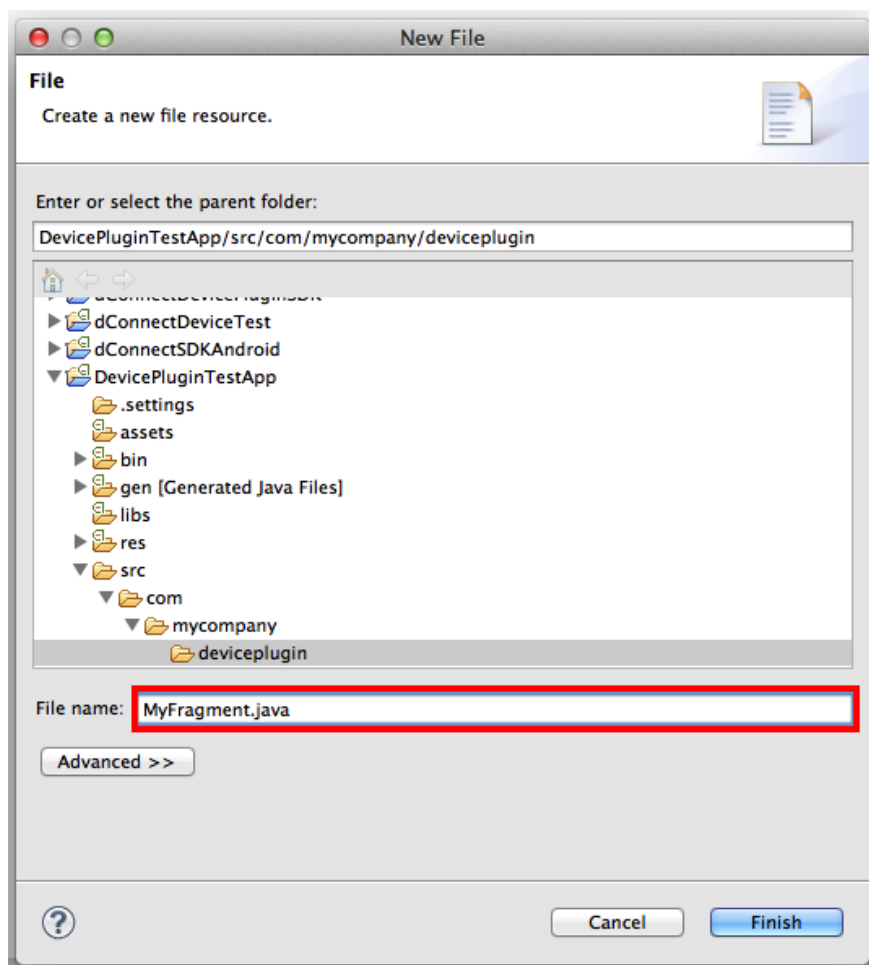 New File
File
Create a new file resource.
Enter or select the parent folder:
DevicePluginTestApp/src/com/mycompany/deviceplugin
dConnectDevicePluginSDK
dConnectDeviceTest
dConnectSDKAndroid
DevicePluginTestApp
.settings
assets
bin
gen [Generated Java Files]
libs
res
src
com
mycompany
deviceplugin
File name: MyFragment.java
Advanced >>
? Cancel Finish